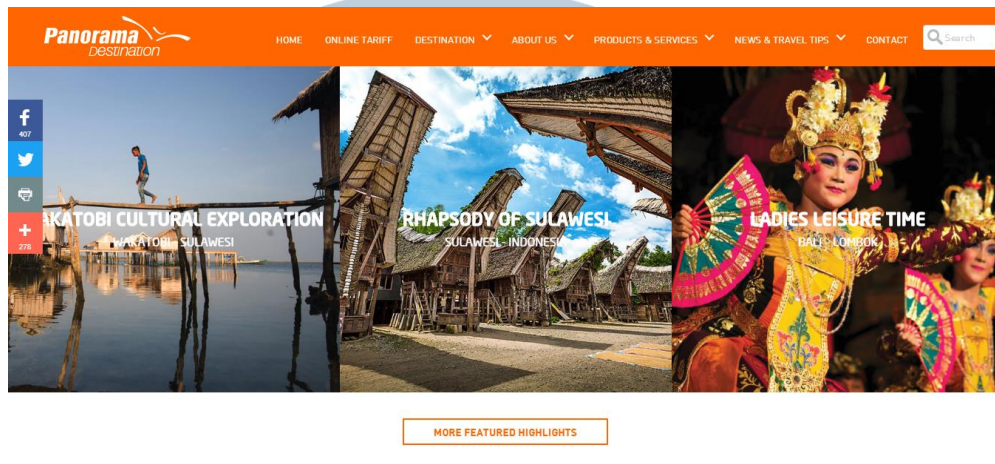 Panorama
Destination
HOME ONLINE TARIFF DESTINATION ABOUT US PRODUCTS & SERVICES NEWS & TRAVEL TIPS CONTACT Search
407
278
AKATOBI CULTURAL EXPLORATION
WAKATOBI - SULAWESI
RHAPSODY OF SULAWESI
SULAWESI - INDONESIA
LADIES LEISURE TIME
BALI - LOMBOK
MORE FEATURED HIGHLIGHTS